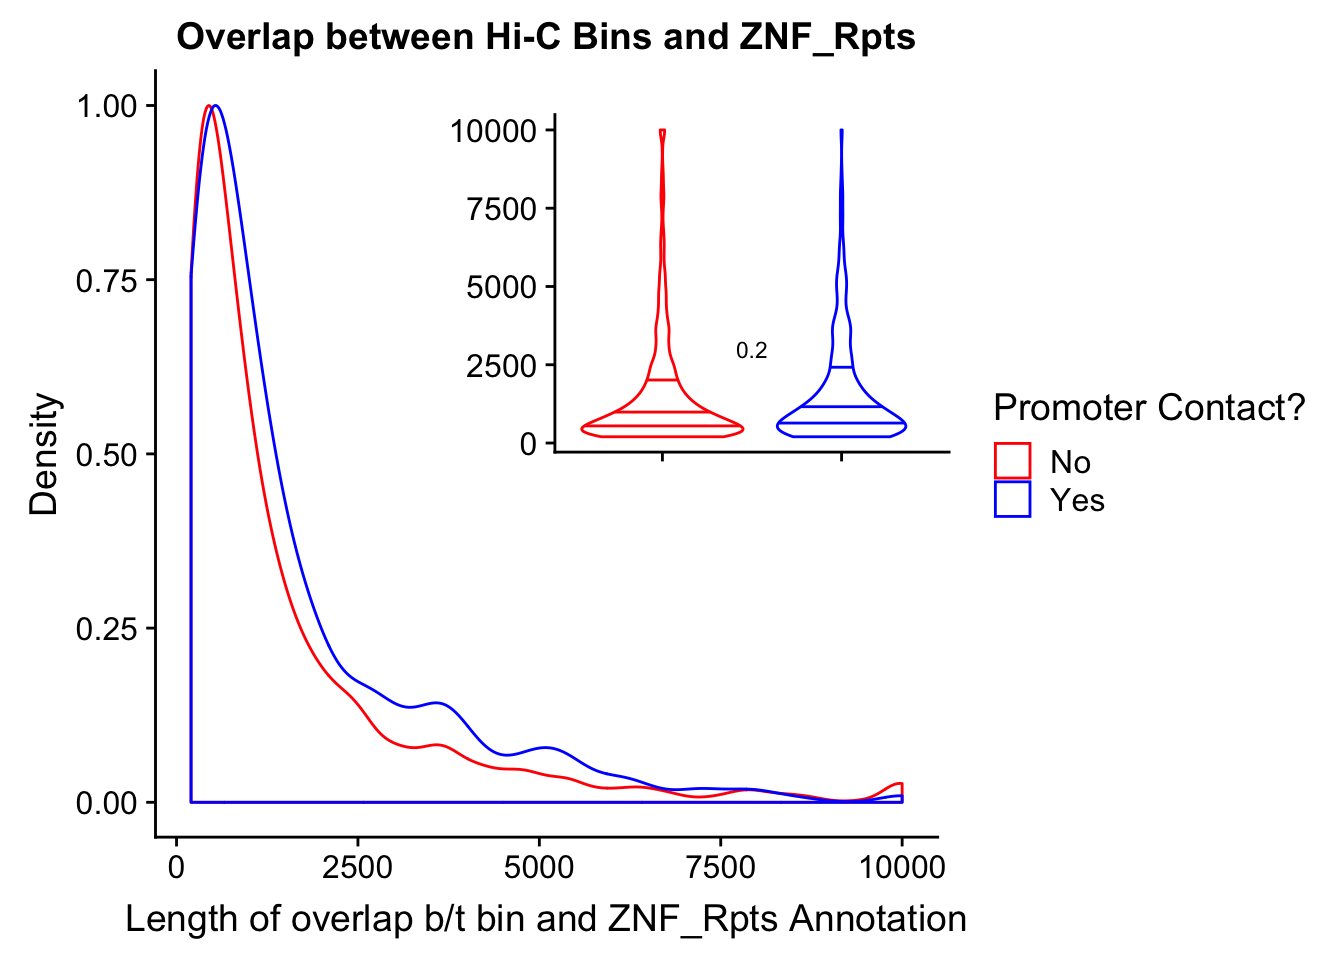 Overlap between Hi-C Bins and ZNF_Rpts
1.00
0.75
0.50
0.25
0.00
Density
10000
7500
5000
2500
0
0.2
Promoter Contact?
No
Yes
0
2500
5000
7500
10000
Length of overlap b/t bin and ZNF_Rpts Annotation